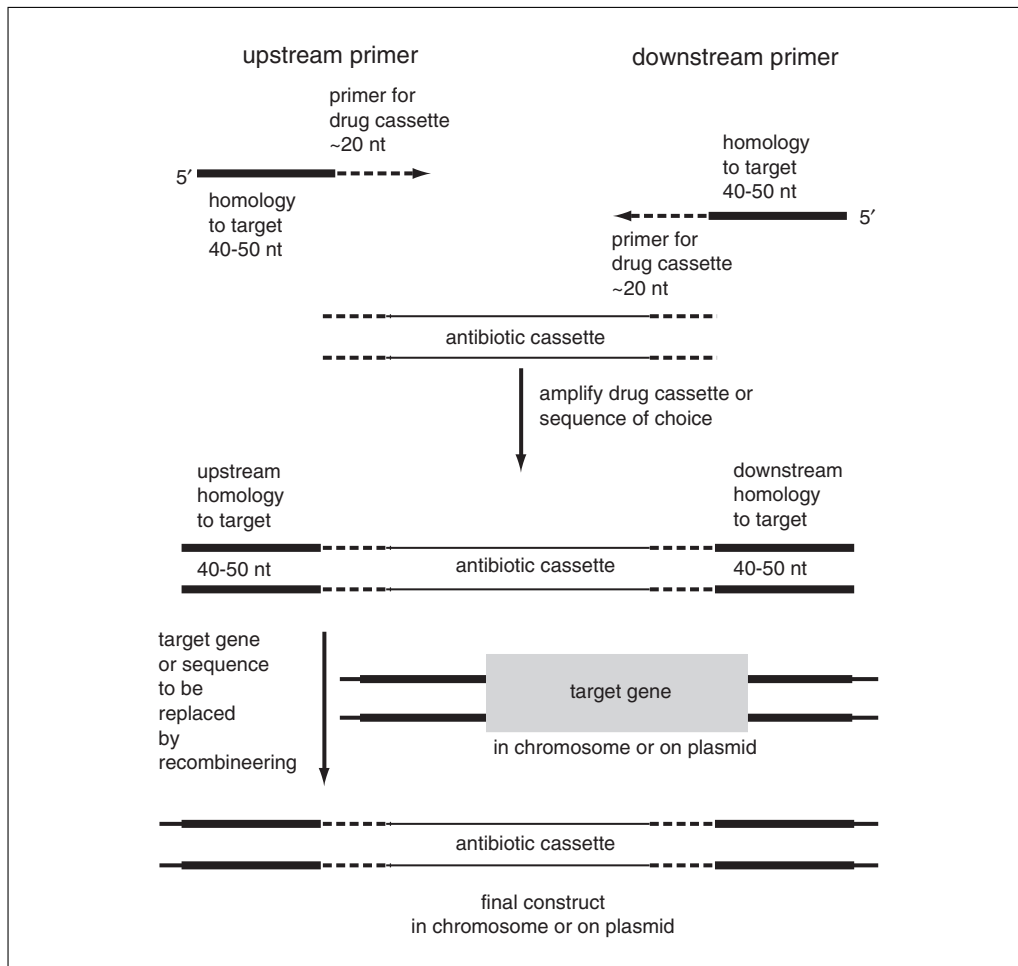 upstream primer
downstream primer
primer for
drug cassette
~20 nt
5′
homology
to target
40-50 nt
homology
to target
40-50 nt
5′
primer for
drug cassette
~20 nt
antibiotic cassette
amplify drug cassette or
sequence of choice
upstream
homology
to target
downstream
homology
to target
40-50 nt
antibiotic cassette
40-50 nt
target gene
or sequence
to be
replaced
by
recombineering
target gene
in chromosome or on plasmid
antibiotic cassette
final construct
in chromosome or on plasmid